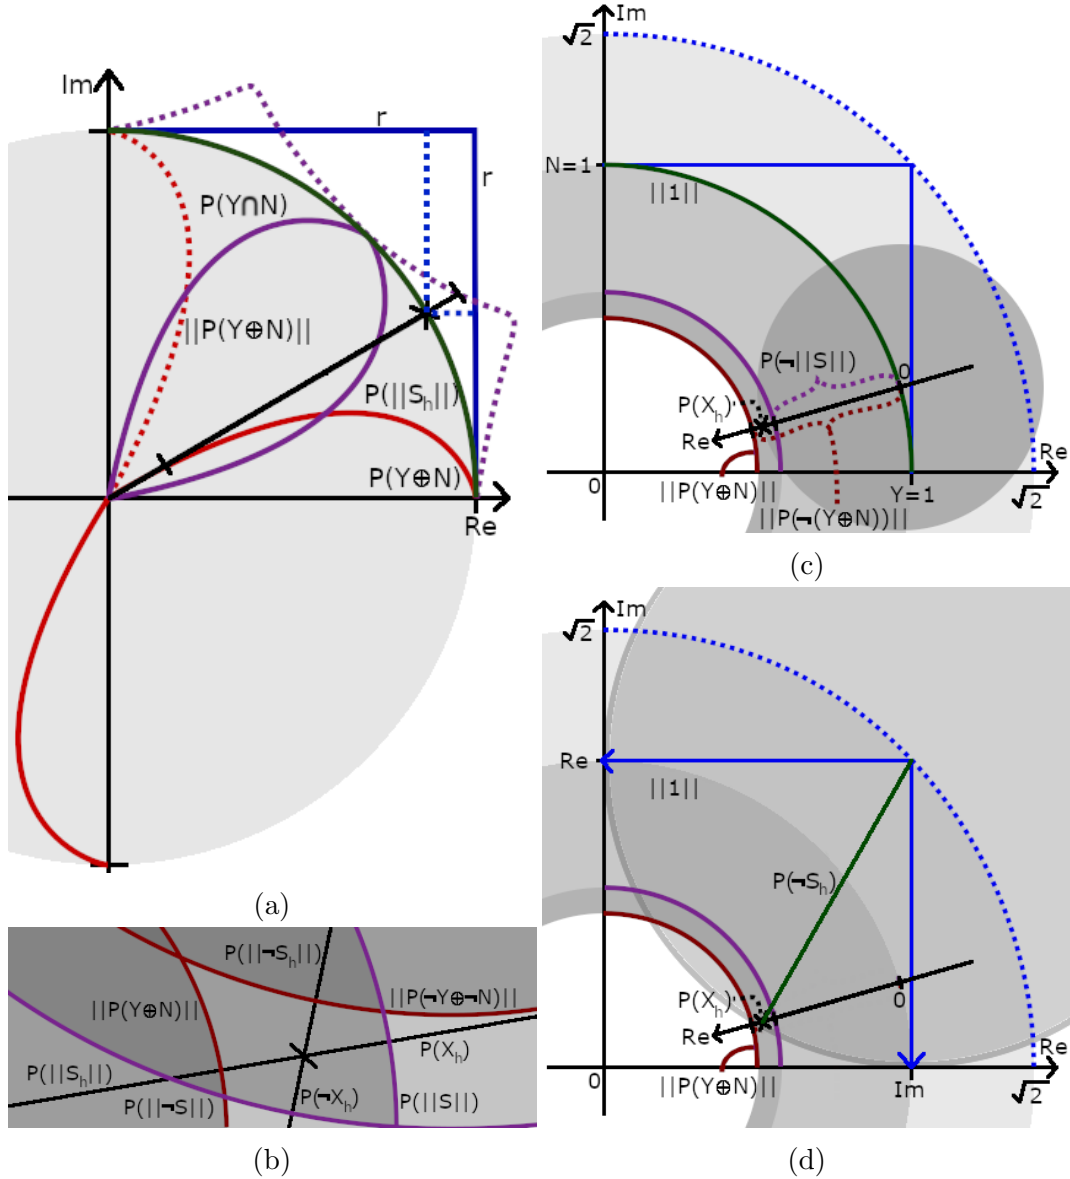 Im
r
r
P(Y∩N)
||P(Y⊕N)||
P(||Sₕ||)
P(Y⊕N)
Re
(a)
P(||¬Sₕ||)
||P(Y⊕N)||
||P(¬Y⊕¬N)||
P(Xₕ)
P(||Sₕ||)
P(||¬S||)
P(¬Xₕ)
P(||S||)
(b)
Im
√2
N=1
||1||
P(¬||S||)
0
P(Xₕ)
Re
Re
0
||P(Y⊕N)||
Y=1
√2
||P(¬(Y⊕N))||
(c)
Im
√2
Re
||1||
P(¬Sₕ)
P(Xₕ)
0
Re
Re
0
||P(Y⊕N)||
Im
√2
(d)